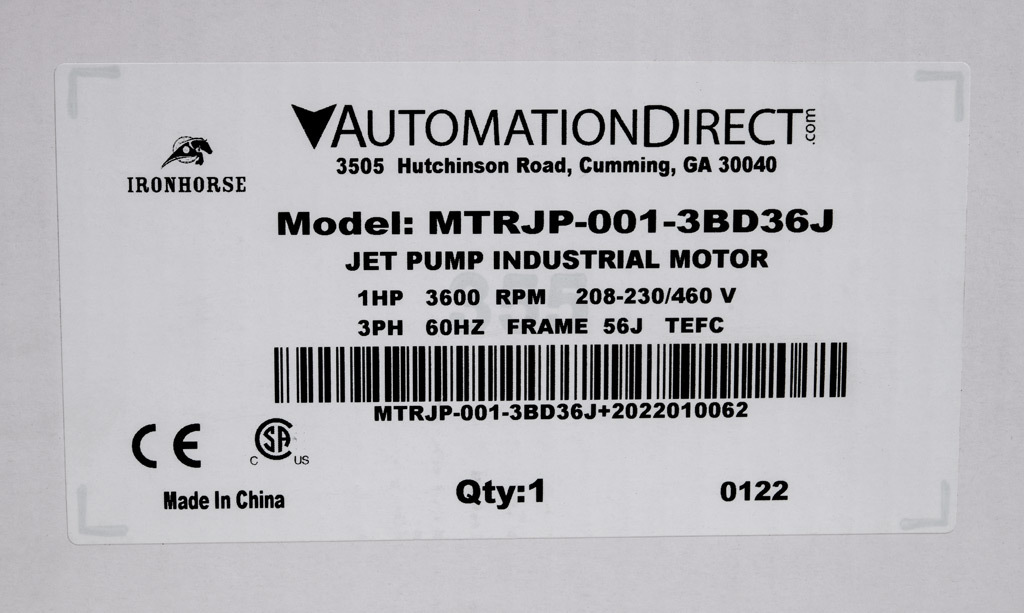 AUTOMATIONDIRECT.com
3505 Hutchinson Road, Cumming, GA 30040
IRONHORSE
Model: MTRJP-001-3BD36J
JET PUMP INDUSTRIAL MOTOR
1HP 3600 RPM 208-230/460 V
3PH 60HZ FRAME 56J TEFC
MTRJP-001-3BD36J+2022010062
CE CSA C US
Made In China
Qty:1
0122